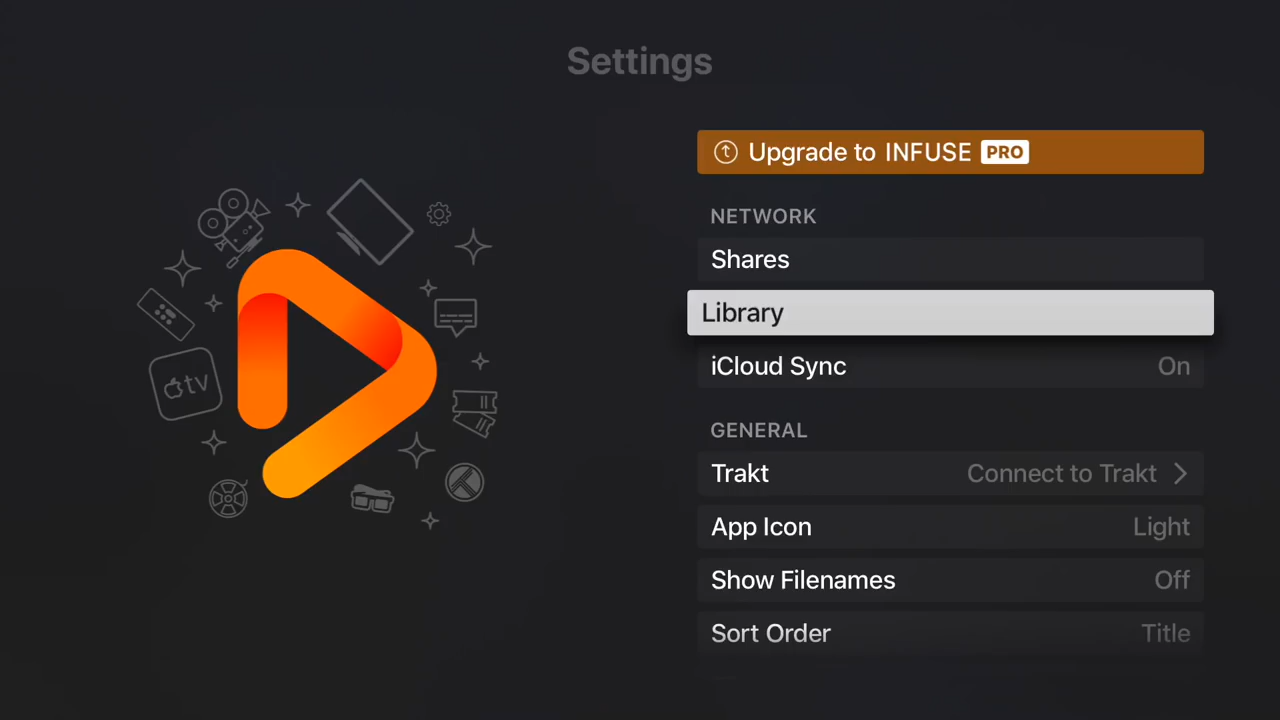 Settings
Upgrade to INFUSE PRO
NETWORK
Shares
Library
iCloud Sync On
GENERAL
Trakt Connect to Trakt
App Icon Light
Show Filenames Off
Sort Order Title
tv